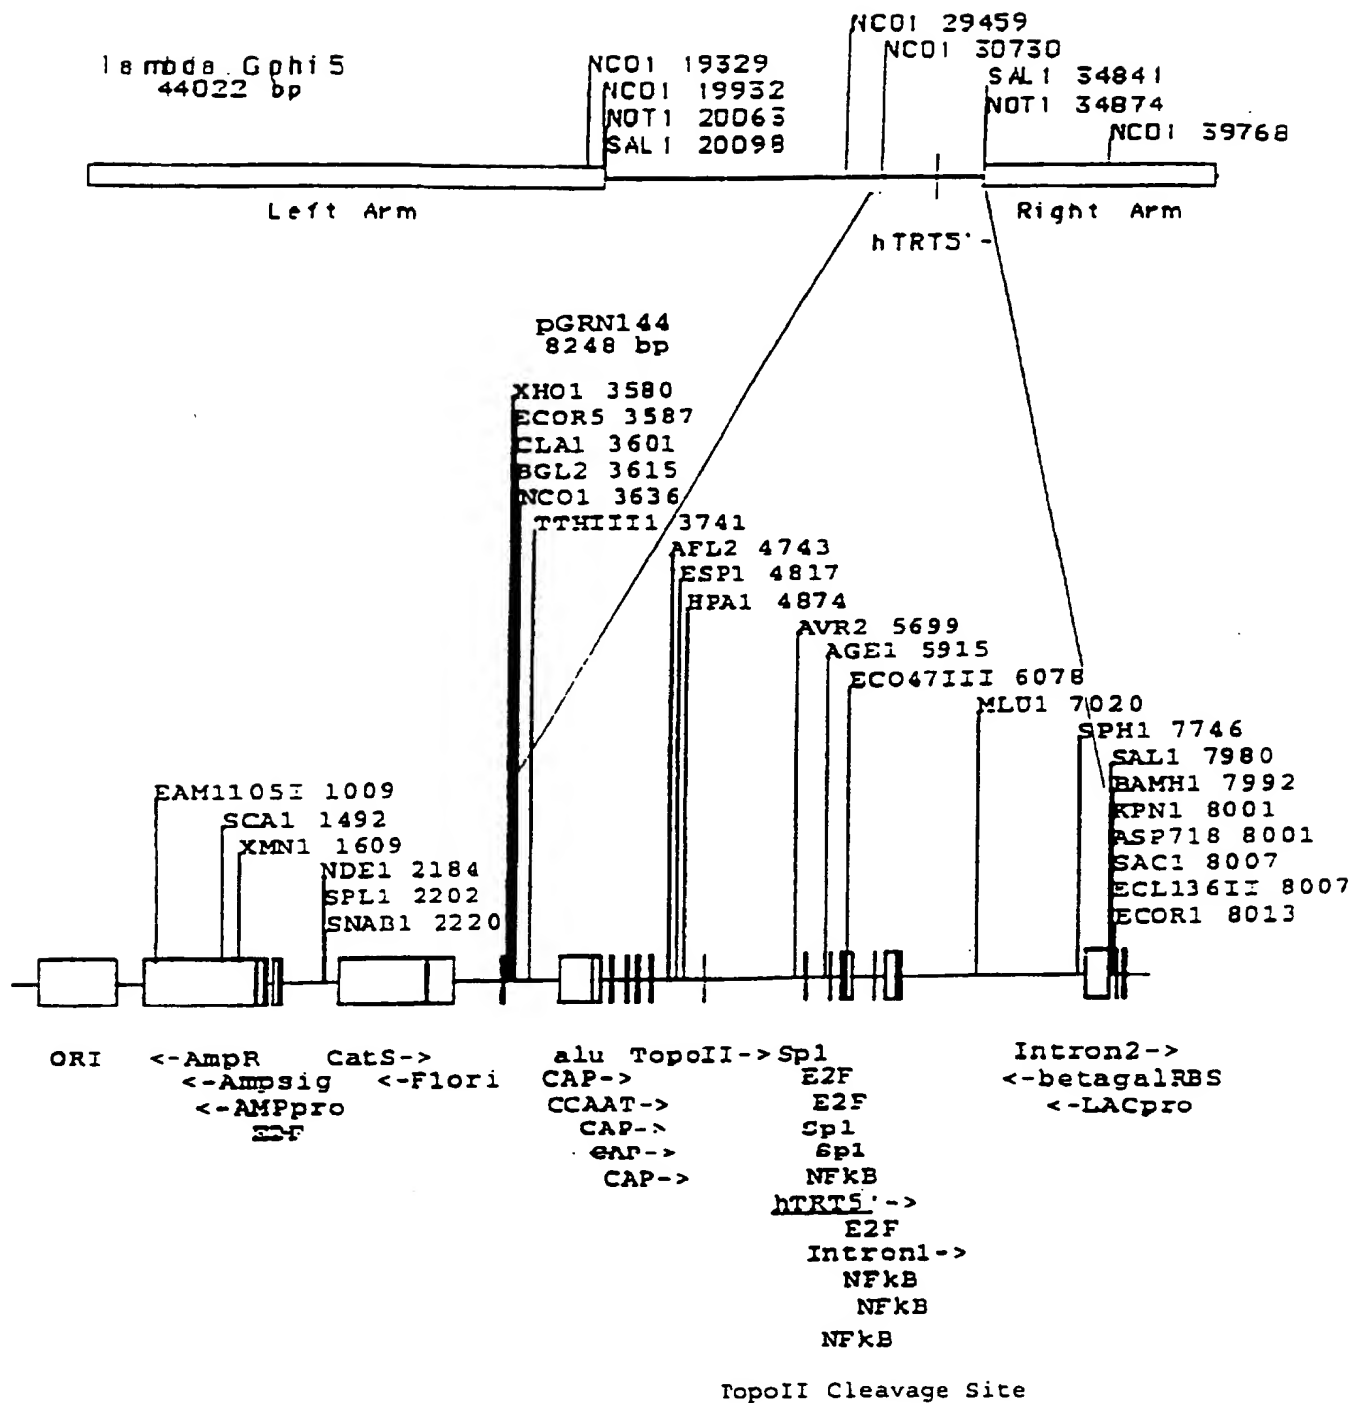 lambda Gphi5
44022 bp
NCO1 19329
NCO1 19932
NOT1 20063
SAL1 20098
NCO1 29459
NCO1 30730
SAL1 34841
NOT1 34874
NCO1 39768
Left Arm
Right Arm
hTRT5'-
pGRN144
8248 bp
XHO1 3580
ECOR5 3587
CLA1 3601
BGL2 3615
NCO1 3636
TTHIII1 3741
AFL2 4743
ESP1 4817
HPA1 4874
AVR2 5699
AGE1 5915
ECO47III 6078
MLU1 7020
SPH1 7746
SAL1 7980
BAMH1 7992
KPN1 8001
ASP718 8001
SAC1 8007
ECL136II 8007
ECOR1 8013
EAM1105I 1009
SCA1 1492
XMN1 1609
NDE1 2184
SPL1 2202
SNAB1 2220
ORI
<-AmpR
<-Ampsig
<-AMPpro
CatS->
<-F1ori
alu
CAP->
CCAAT->
CAP->
CAP->
TopoII->
Sp1
E2F
E2F
Sp1
Sp1
NFkB
hTRT5'->
E2F
Intron1->
NFkB
NFkB
NFkB
Intron2->
<-betagalRBS
<-LACpro
TopoII Cleavage Site